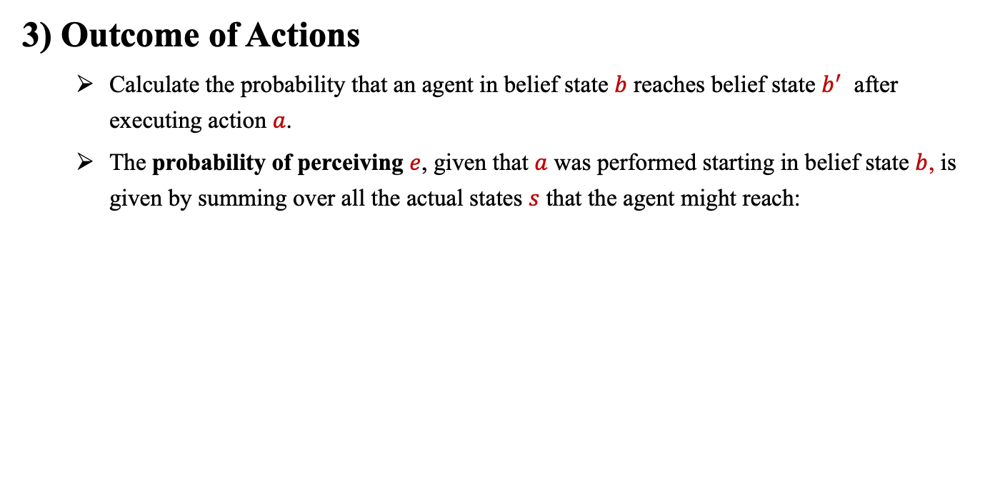 3) Outcome of Actions
➢ Calculate the probability that an agent in belief state b reaches belief state b′ after
executing action a.
➢ The probability of perceiving e, given that a was performed starting in belief state b, is
given by summing over all the actual states s that the agent might reach: